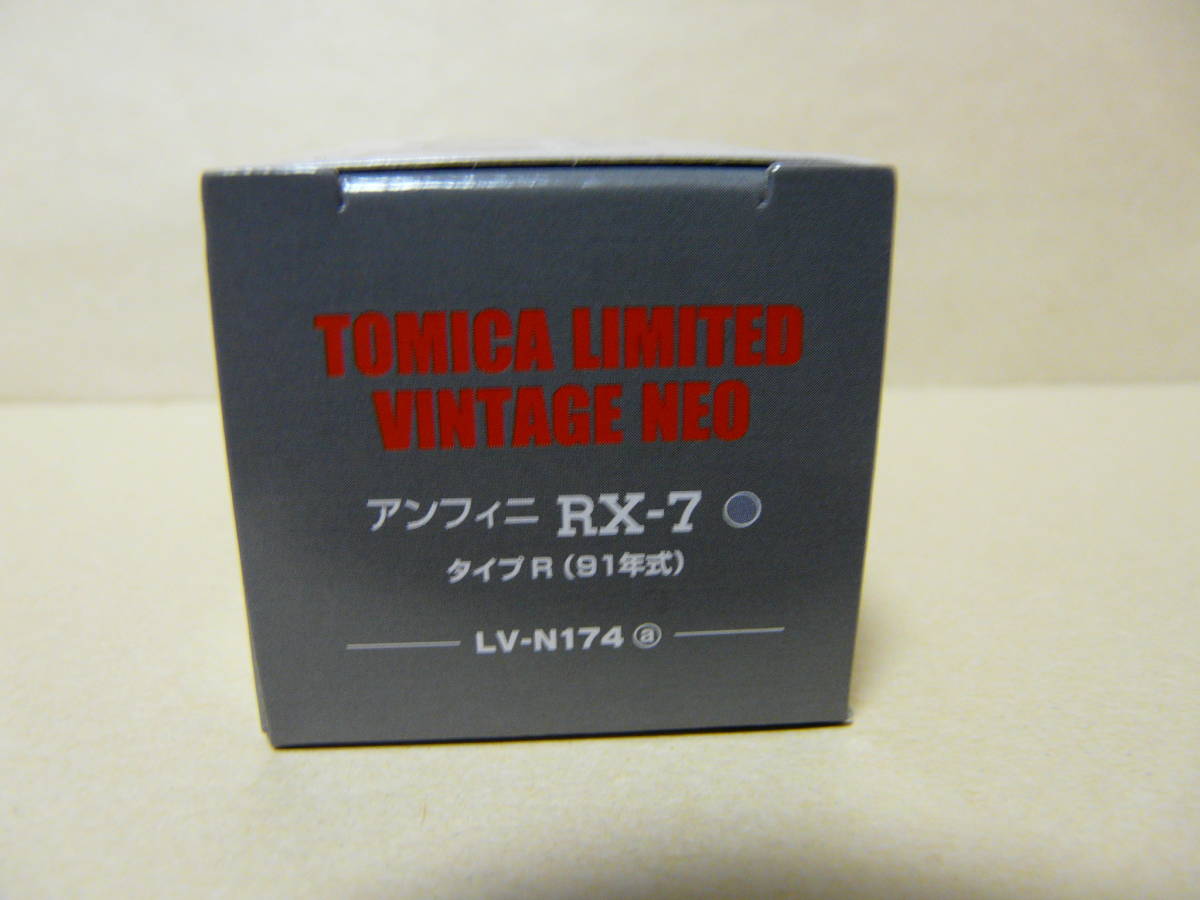 TOMICA LIMITED
VINTAGE NEO
アンフィニ RX-7
タイプR（91年式）
LV-N174 ⓐ